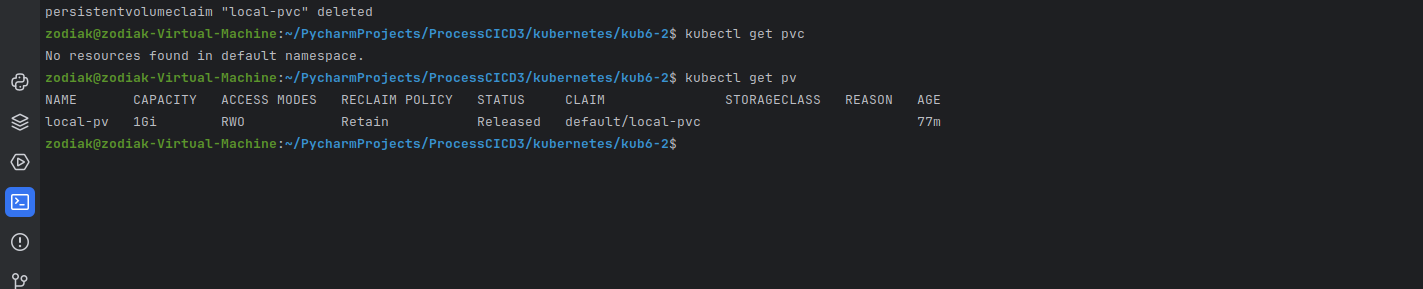 persistentvolumeclaim "local-pvc" deleted
zodiak@zodiak-Virtual-Machine:~/PycharmProjects/ProcessCICD3/kubernetes/kub6-2$ kubectl get pvc
No resources found in default namespace.
zodiak@zodiak-Virtual-Machine:~/PycharmProjects/ProcessCICD3/kubernetes/kub6-2$ kubectl get pv
NAME       CAPACITY   ACCESS MODES   RECLAIM POLICY   STATUS     CLAIM               STORAGECLASS   REASON   AGE
local-pv   1Gi        RWO            Retain           Released   default/local-pvc                           77m
zodiak@zodiak-Virtual-Machine:~/PycharmProjects/ProcessCICD3/kubernetes/kub6-2$